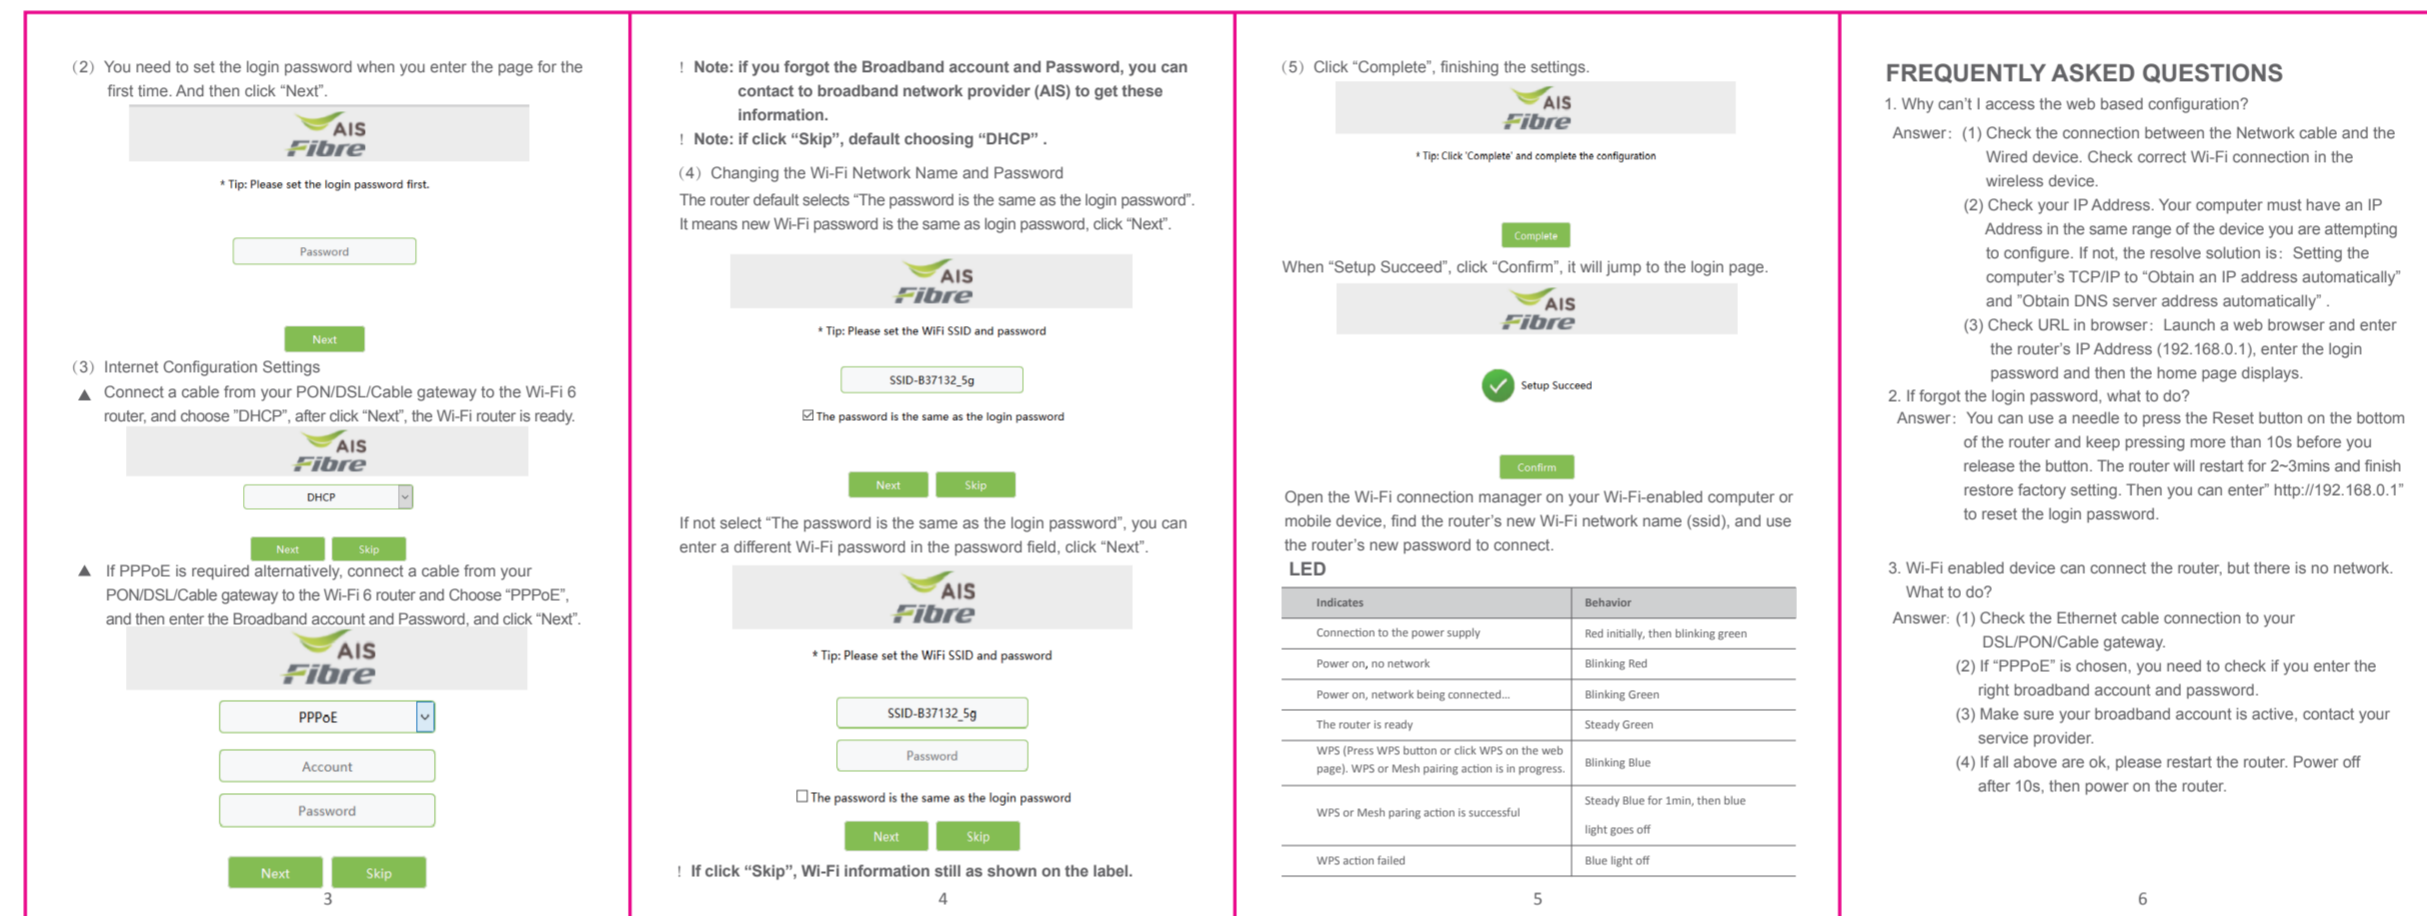 (2) You need to set the login password when you enter the page for the
first time. And then click “Next”.
AIS
Fibre
* Tip: Please set the login password first.
Password
Next
(3) Internet Configuration Settings
▲ Connect a cable from your PON/DSL/Cable gateway to the Wi-Fi 6
router, and choose ”DHCP”, after click “Next”, the Wi-Fi router is ready.
AIS
Fibre
DHCP
Next Skip
▲ If PPPoE is required alternatively, connect a cable from your
PON/DSL/Cable gateway to the Wi-Fi 6 router and Choose “PPPoE”,
and then enter the Broadband account and Password, and click “Next”.
AIS
Fibre
PPPoE
Account
Password
Next Skip
3
! Note: if you forgot the Broadband account and Password, you can
contact to broadband network provider (AIS) to get these
information.
! Note: if click “Skip”, default choosing “DHCP” .
(4) Changing the Wi-Fi Network Name and Password
The router default selects “The password is the same as the login password”.
It means new Wi-Fi password is the same as login password, click “Next”.
AIS
Fibre
* Tip: Please set the WiFi SSID and password
SSID-B37132_5g
☑ The password is the same as the login password
Next Skip
If not select “The password is the same as the login password”, you can
enter a different Wi-Fi password in the password field, click “Next”.
AIS
Fibre
* Tip: Please set the WiFi SSID and password
SSID-B37132_5g
Password
☐ The password is the same as the login password
Next Skip
! If click “Skip”, Wi-Fi information still as shown on the label.
4
(5) Click “Complete”, finishing the settings.
AIS
Fibre
* Tip: Click 'Complete' and complete the configuration
Complete
When “Setup Succeed”, click “Confirm”, it will jump to the login page.
AIS
Fibre
Setup Succeed
Confirm
Open the Wi-Fi connection manager on your Wi-Fi-enabled computer or
mobile device, find the router’s new Wi-Fi network name (ssid), and use
the router’s new password to connect.
LED
Indicates Behavior
Connection to the power supply Red initially, then blinking green
Power on, no network Blinking Red
Power on, network being connected... Blinking Green
The router is ready Steady Green
WPS (Press WPS button or click WPS on the web
page). WPS or Mesh pairing action is in progress. Blinking Blue
WPS or Mesh paring action is successful Steady Blue for 1min, then blue
light goes off
WPS action failed Blue light off
5
FREQUENTLY ASKED QUESTIONS
1. Why can’t I access the web based configuration?
Answer: (1) Check the connection between the Network cable and the
Wired device. Check correct Wi-Fi connection in the
wireless device.
(2) Check your IP Address. Your computer must have an IP
Address in the same range of the device you are attempting
to configure. If not, the resolve solution is: Setting the
computer’s TCP/IP to “Obtain an IP address automatically”
and ”Obtain DNS server address automatically” .
(3) Check URL in browser: Launch a web browser and enter
the router’s IP Address (192.168.0.1), enter the login
password and then the home page displays.
2. If forgot the login password, what to do?
Answer: You can use a needle to press the Reset button on the bottom
of the router and keep pressing more than 10s before you
release the button. The router will restart for 2~3mins and finish
restore factory setting. Then you can enter” http://192.168.0.1”
to reset the login password.
3. Wi-Fi enabled device can connect the router, but there is no network.
What to do?
Answer: (1) Check the Ethernet cable connection to your
DSL/PON/Cable gateway.
(2) If “PPPoE” is chosen, you need to check if you enter the
right broadband account and password.
(3) Make sure your broadband account is active, contact your
service provider.
(4) If all above are ok, please restart the router. Power off
after 10s, then power on the router.
6